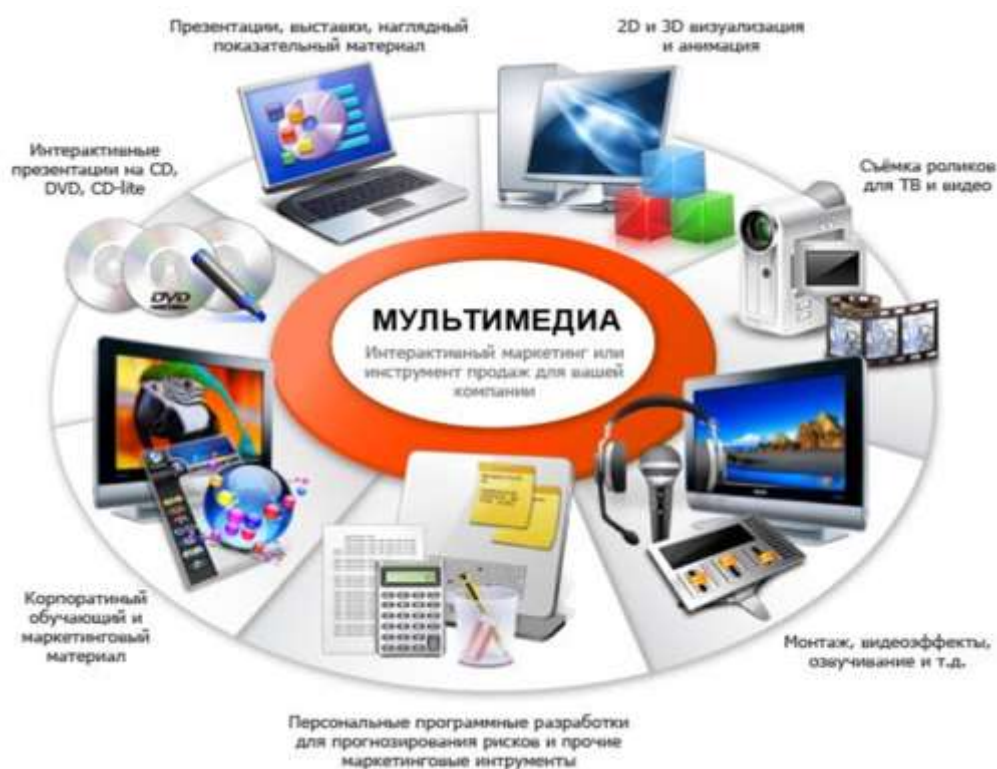 Презентации, выставки, наглядный
показательный материал
2D и 3D визуализация
и анимация
Интерактивные
презентации на CD,
DVD, CD-lite
Съёмка роликов
для ТВ и видео
DVD
МУЛЬТИМЕДИА
Интерактивный маркетинг или
инструмент продаж для вашей
компании
Корпоратиный
обучающий и
маркетинговый
материал
Монтаж, видеоэффекты,
озвучивание и т.д.
Персональные программные разработки
для прогнозирования рисков и прочие
маркетинговые интрументы